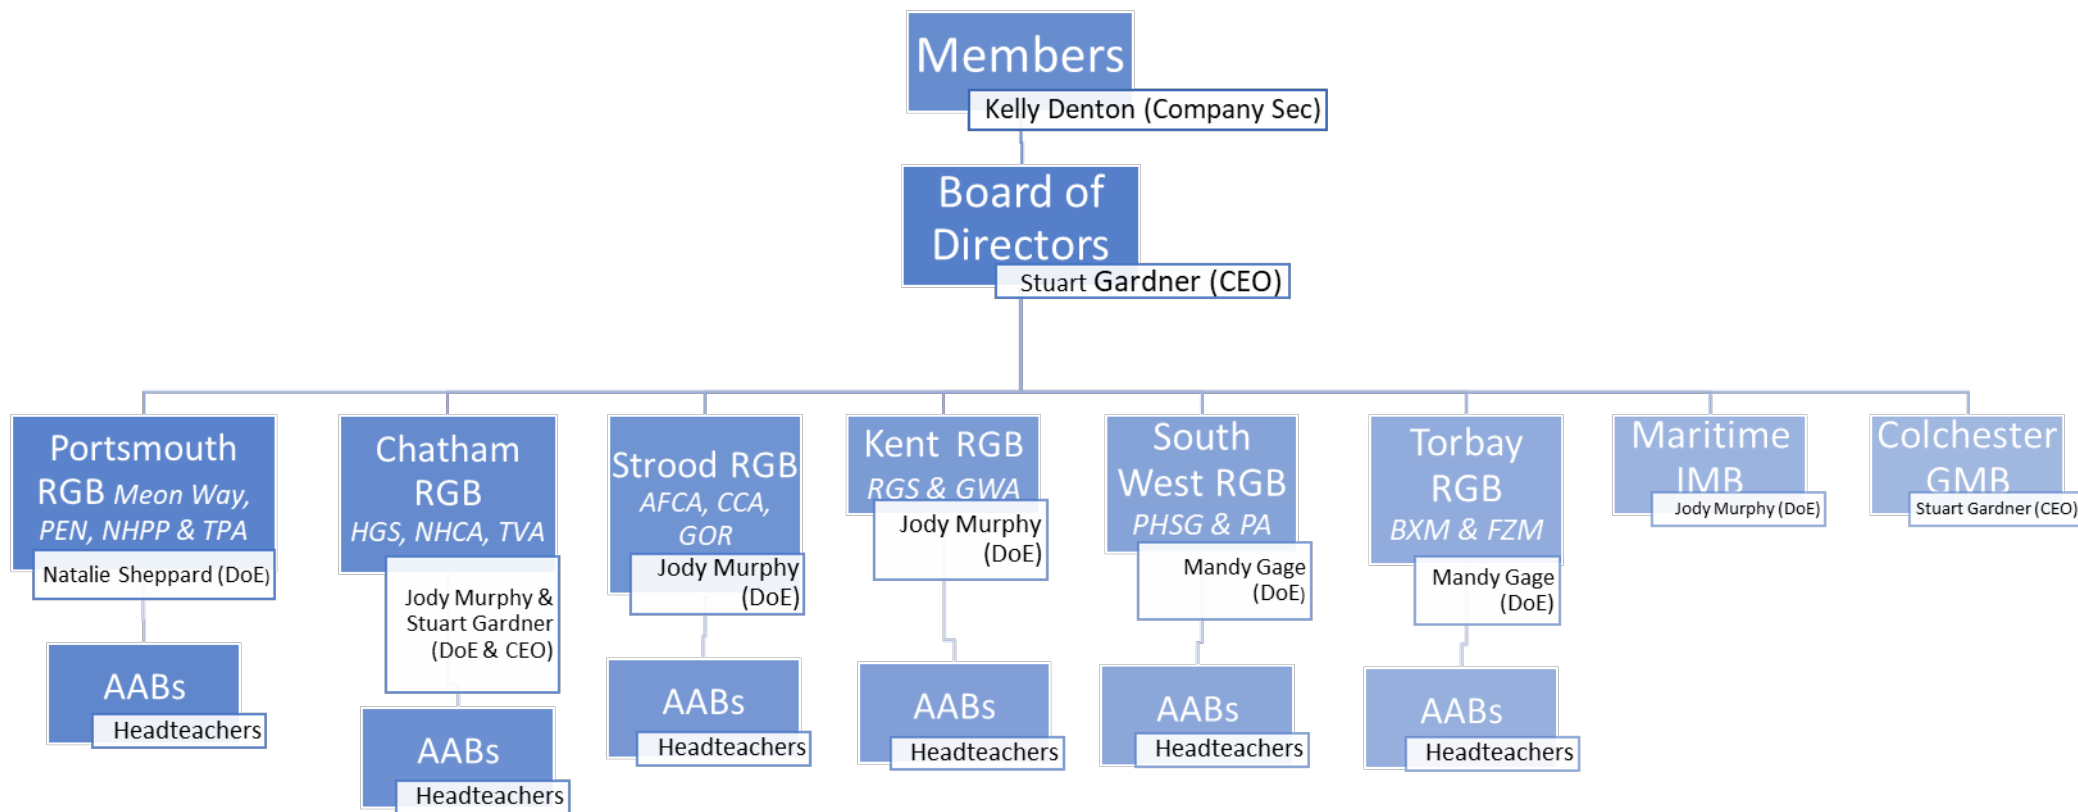 Members
Kelly Denton (Company Sec)
Board of
Directors
Stuart Gardner (CEO)
Portsmouth
RGB Meon Way,
PEN, NHPP & TPA
Natalie Sheppard (DoE)
AABs
Headteachers
Chatham
RGB
HGS, NHCA, TVA
Jody Murphy &
Stuart Gardner
(DoE & CEO)
AABs
Headteachers
Strood RGB
AFCA, CCA,
GOR
Jody Murphy
(DoE)
AABs
Headteachers
Kent RGB
RGS & GWA
Jody Murphy
(DoE)
AABs
Headteachers
South
West RGB
PHSG & PA
Mandy Gage
(DoE)
AABs
Headteachers
Torbay
RGB
BXM & FZM
Mandy Gage
(DoE)
AABs
Headteachers
Maritime
IMB
Jody Murphy (DoE)
Colchester
GMB
Stuart Gardner (CEO)